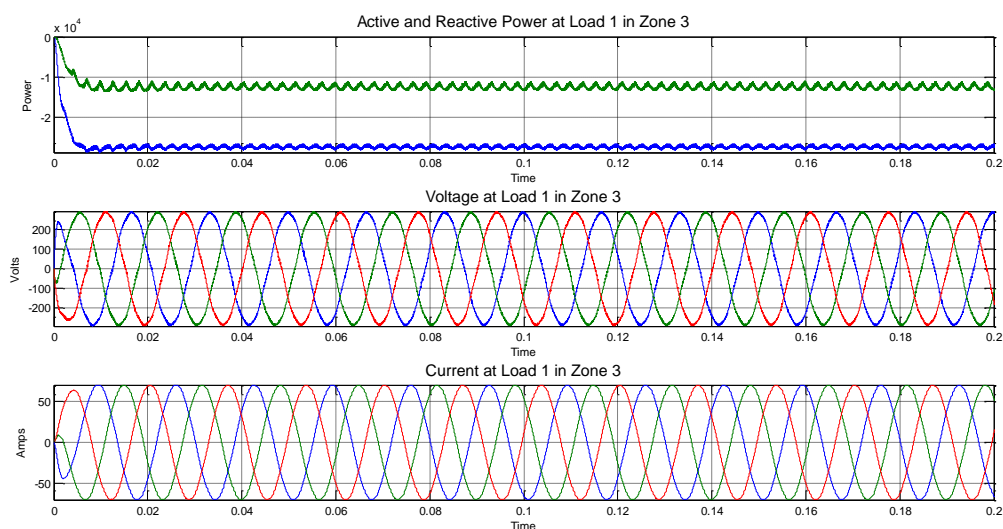 Active and Reactive Power at Load 1 in Zone 3
x 10⁴
0
-1
-2
Power
0 0.02 0.04 0.06 0.08 0.1 0.12 0.14 0.16 0.18 0.2
Time
Voltage at Load 1 in Zone 3
200
100
0
-100
-200
Volts
0 0.02 0.04 0.06 0.08 0.1 0.12 0.14 0.16 0.18 0.2
Time
Current at Load 1 in Zone 3
50
0
-50
Amps
0 0.02 0.04 0.06 0.08 0.1 0.12 0.14 0.16 0.18 0.2
Time